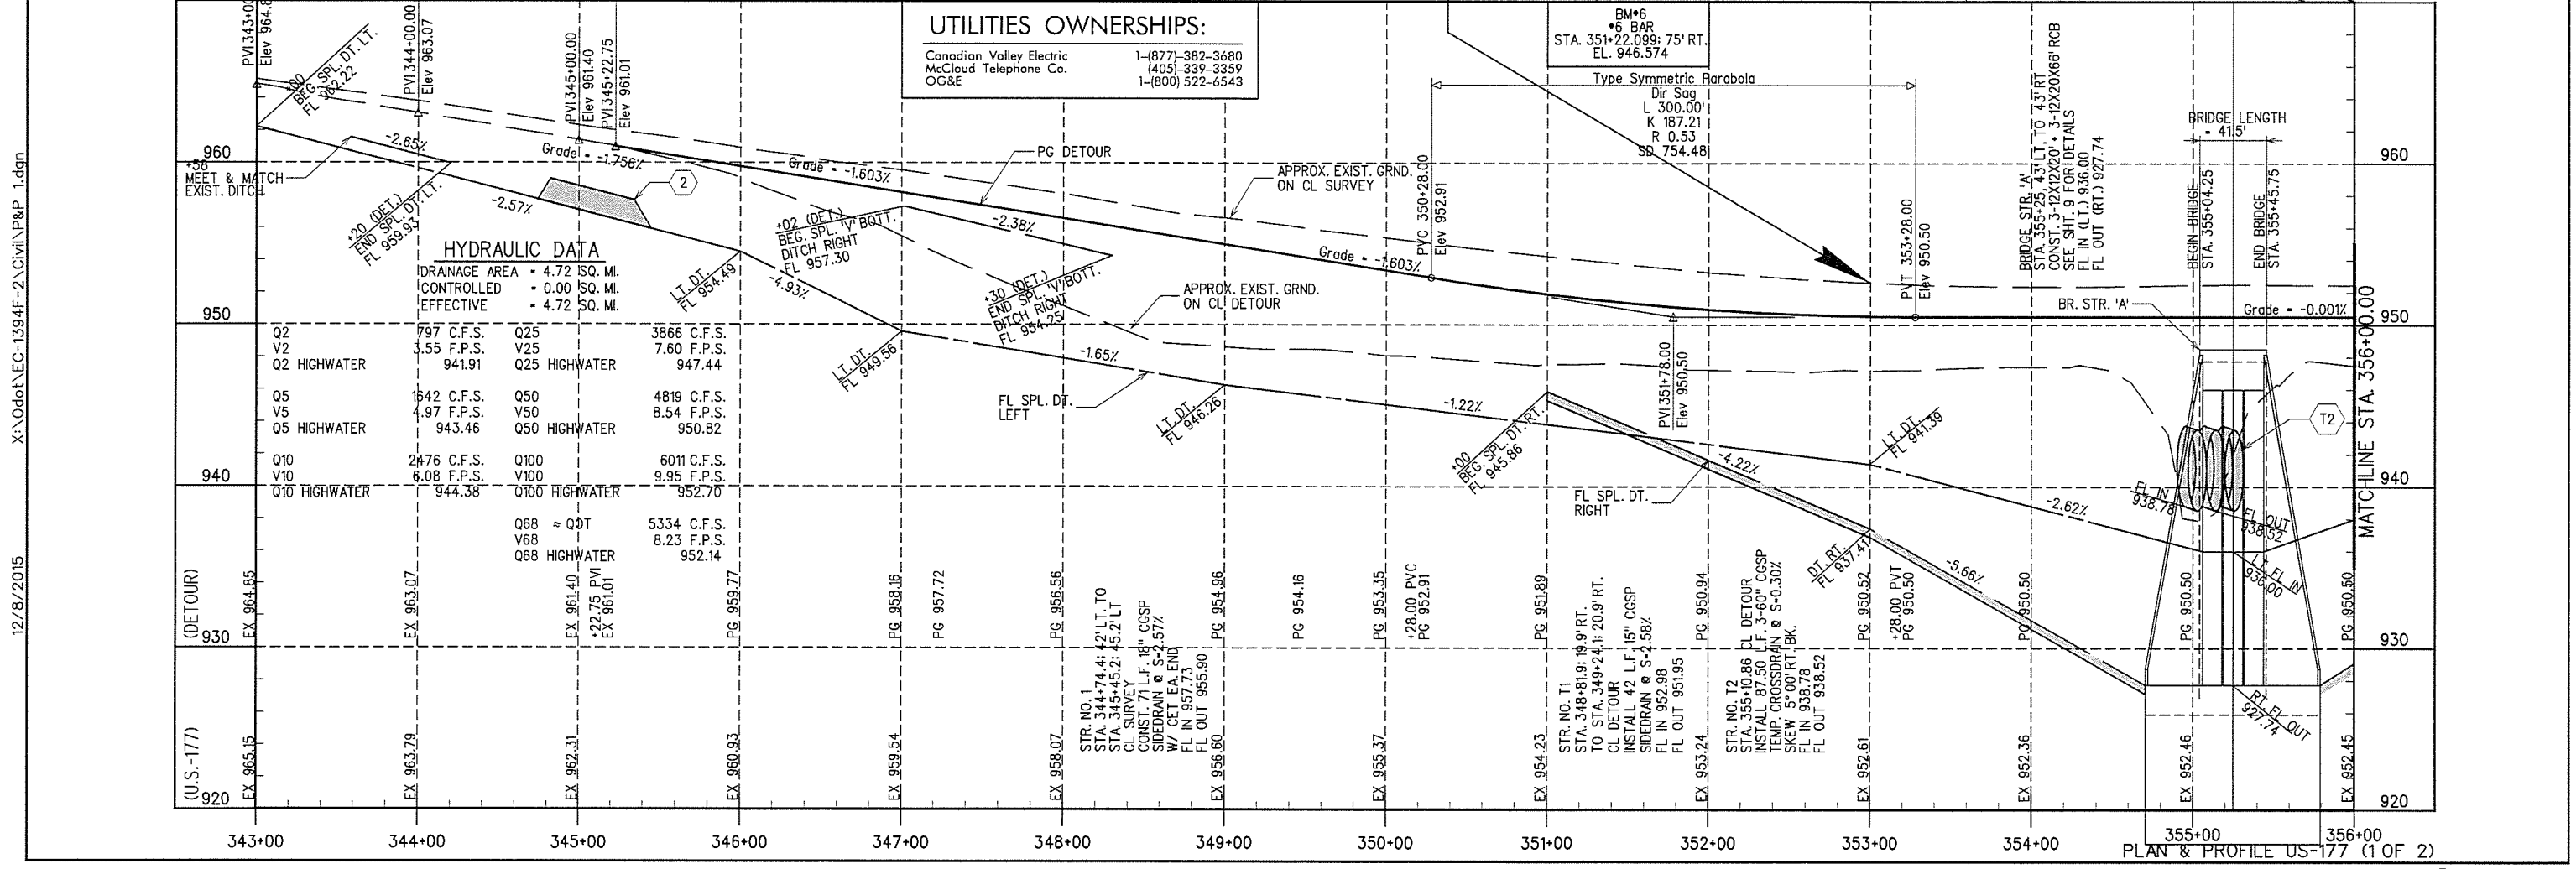 X:\Odot\EC-1394F-2\Civil\P&P 1.dgn
12/8/2015
UTILITIES OWNERSHIPS:
Canadian Valley Electric 1-(877)-382-3680
McCloud Telephone Co. (405)-339-3359
OG&E 1-(800) 522-6543
BM•6
•6 BAR
STA. 351+22.099; 75' RT.
EL. 946.574
Type Symmetric Parabola
Dir Sag
L 300.00'
K 187.21
R 0.53
SD 754.48
PVI 344+00.00
Elev 963.07
PVI 345+00.00
Elev 961.40
PVI 345+22.75
Elev 961.01
+00
BEG. SPL. DT. LT.
FL 962.22
+58
MEET & MATCH
EXIST. DITCH
-2.65%
Grade = -1.756%
2
-2.57%
+20 (DET.)
END SPL. DT. LT.
959.93
Grade = -1.603%
PG DETOUR
APPROX. EXIST. GRND.
ON CL SURVEY
+02 (DET.)
BEG. SPL. 'V' BOTT.
DITCH RIGHT
FL 957.30
-2.38%
+30 (DET.)
END SPL. 'V' BOTT.
DITCH RIGHT
FL 954.25
APPROX. EXIST. GRND.
ON CL DETOUR
LT. DT.
FL 954.49
-4.93%
LT. DT.
FL 949.56
-1.65%
FL SPL. DT.
LEFT
LT. DT.
FL 946.26
-1.22%
Grade = -1.603%
PVC 350+28.00
Elev 952.91
PVI 351+78.00
Elev 950.50
PVT 353+28.00
Elev 950.50
+00
BEG. SPL. DT. RT.
FL 945.86
FL SPL. DT.
RIGHT
-4.22%
LT. DT.
FL 941.39
-2.62%
DT. RT.
FL 937.41
-5.66%
BRIDGE STR. 'A'
STA. 355+25, 43' LT. TO 43' RT
CONST. 3-12X12X20' + 3-12X20X66' RCB
SEE SHT. 9 FOR DETAILS
FL IN (LT.) 936.00
FL OUT (RT.) 927.74
BRIDGE LENGTH
= 41.5'
BEGIN BRIDGE
STA. 355+04.25
END BRIDGE
STA. 355+45.75
BR. STR. 'A'
Grade = -0.001%
T2
FL IN
938.78
FL OUT
938.52
LT. FL IN
936.00
RT. FL OUT
927.74
MATCHLINE STA. 356+00.00
HYDRAULIC DATA
DRAINAGE AREA = 4.72 SQ. MI.
CONTROLLED = 0.00 SQ. MI.
EFFECTIVE = 4.72 SQ. MI.
Q2 797 C.F.S. Q25 3866 C.F.S.
V2 3.55 F.P.S. V25 7.60 F.P.S.
Q2 HIGHWATER 941.91 Q25 HIGHWATER 947.44
Q5 1642 C.F.S. Q50 4819 C.F.S.
V5 4.97 F.P.S. V50 8.54 F.P.S.
Q5 HIGHWATER 943.46 Q50 HIGHWATER 950.82
Q10 2476 C.F.S. Q100 6011 C.F.S.
V10 6.08 F.P.S. V100 9.95 F.P.S.
Q10 HIGHWATER 944.38 Q100 HIGHWATER 952.70
Q68 ≈ QOT 5334 C.F.S.
V68 8.23 F.P.S.
Q68 HIGHWATER 952.14
960
950
940
930
920
960
950
940
930
920
(DETOUR)
EX 964.85
EX 963.07
EX 961.40
+22.75 PVI
EX 961.01
PG 959.77
PG 958.16
PG 957.72
PG 956.56
PG 954.96
PG 954.16
PG 953.35
+28.00 PVC
PG 952.91
PG 951.89
PG 950.94
PG 950.52
+28.00 PVT
PG 950.50
PG 950.50
PG 950.50
PG 950.50
STR. NO. 1
STA. 344+74.4; 42' LT. TO
STA. 345+45.2; 45.2' LT
CL SURVEY
CONST. 71 L.F. 18" CGSP
SIDEDRAIN @ S=2.57%
W/ CET EA. END
FL IN 957.73
FL OUT 955.90
STR. NO. T1
STA. 348+81.9; 19.9' RT.
TO STA. 349+24.1; 20.9' RT.
CL DETOUR
INSTALL 42 L.F. 15" CGSP
SIDEDRAIN @ S=2.58%
FL IN 952.98
FL OUT 951.95
STR. NO. T2
STA. 355+10.86 CL DETOUR
INSTALL 87.50 L.F. 3-60" CGSP
TEMP. CROSSDRAIN @ S=0.30%
SKEW 5°00' RT. BK.
FL IN 938.78
FL OUT 938.52
(U.S.-177)
EX 965.15
EX 963.79
EX 962.31
EX 960.93
EX 959.54
EX 958.07
EX 956.60
EX 955.37
EX 954.23
EX 953.24
EX 952.61
EX 952.36
EX 952.46
EX 952.45
343+00 344+00 345+00 346+00 347+00 348+00 349+00 350+00 351+00 352+00 353+00 354+00 355+00 356+00
PLAN & PROFILE US-177 (1 OF 2)